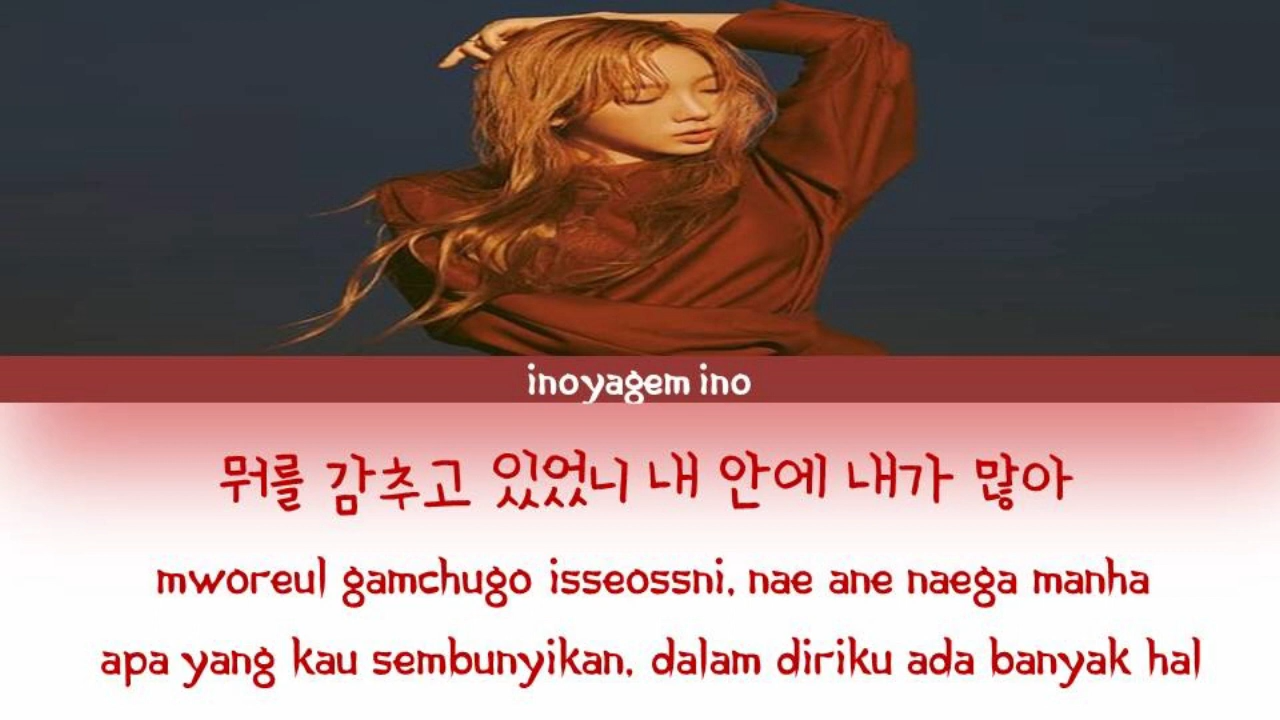 inoyagem ino
뭐를 감추고 있었니 내 안에 내가 많아
mworeul gamchugo isseossni, nae ane naega manha
apa yang kau sembunyikan, dalam diriku ada banyak hal